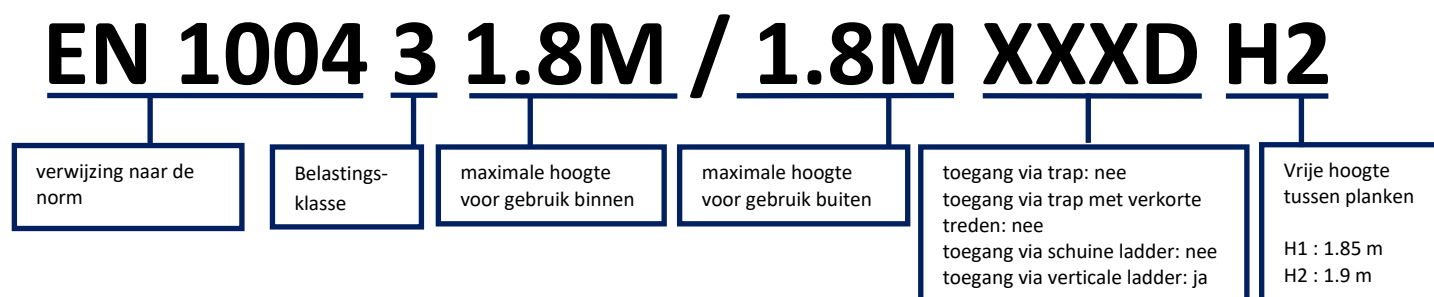 EN 1004 3 1.8M / 1.8M XXXD H2
verwijzing naar de
norm
Belastings-
klasse
maximale hoogte
voor gebruik binnen
maximale hoogte
voor gebruik buiten
toegang via trap: nee
toegang via trap met verkorte
treden: nee
toegang via schuine ladder: nee
toegang via verticale ladder: ja
Vrije hoogte
tussen planken
H1 : 1.85 m
H2 : 1.9 m